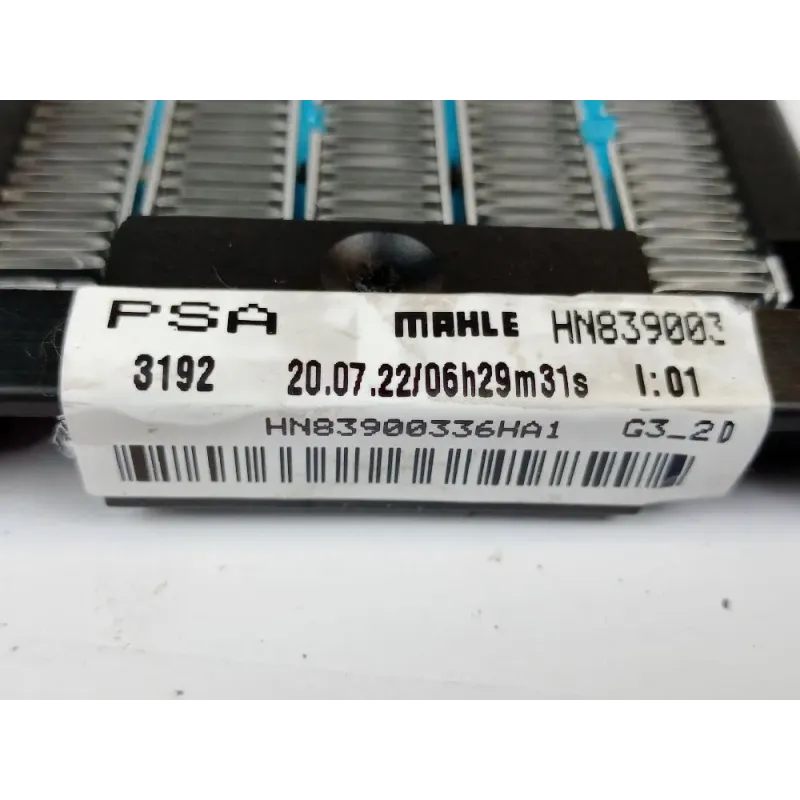 PSA MAHLE HN839003
3192 20.07.22/06h29m31s I:01
HN83900336HA1 G3_2D